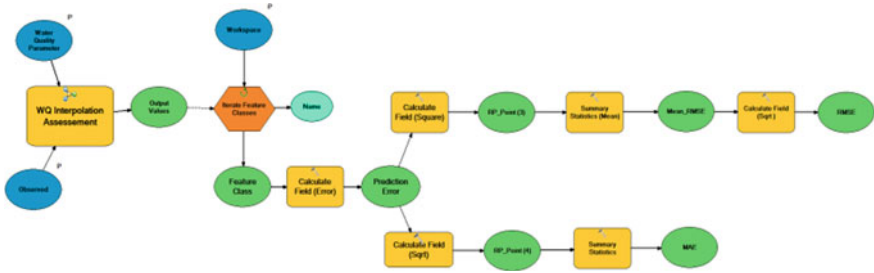 P
Water
Quality
Parameter
WQ Interpolation
Assessement
P
Observed
Output
Values
P
Workspace
Iterate Feature
Classes
Name
Feature
Class
Calculate
Field (Error)
Prediction
Error
Calculate
Field (Square)
RP_Point (3)
Summary
Statistics (Mean)
Mean_RMSE
Calculate Field
(Sqrt )
RMSE
Calculate Field
(Sqrt)
RP_Point (4)
Summary
Statistics
MAE